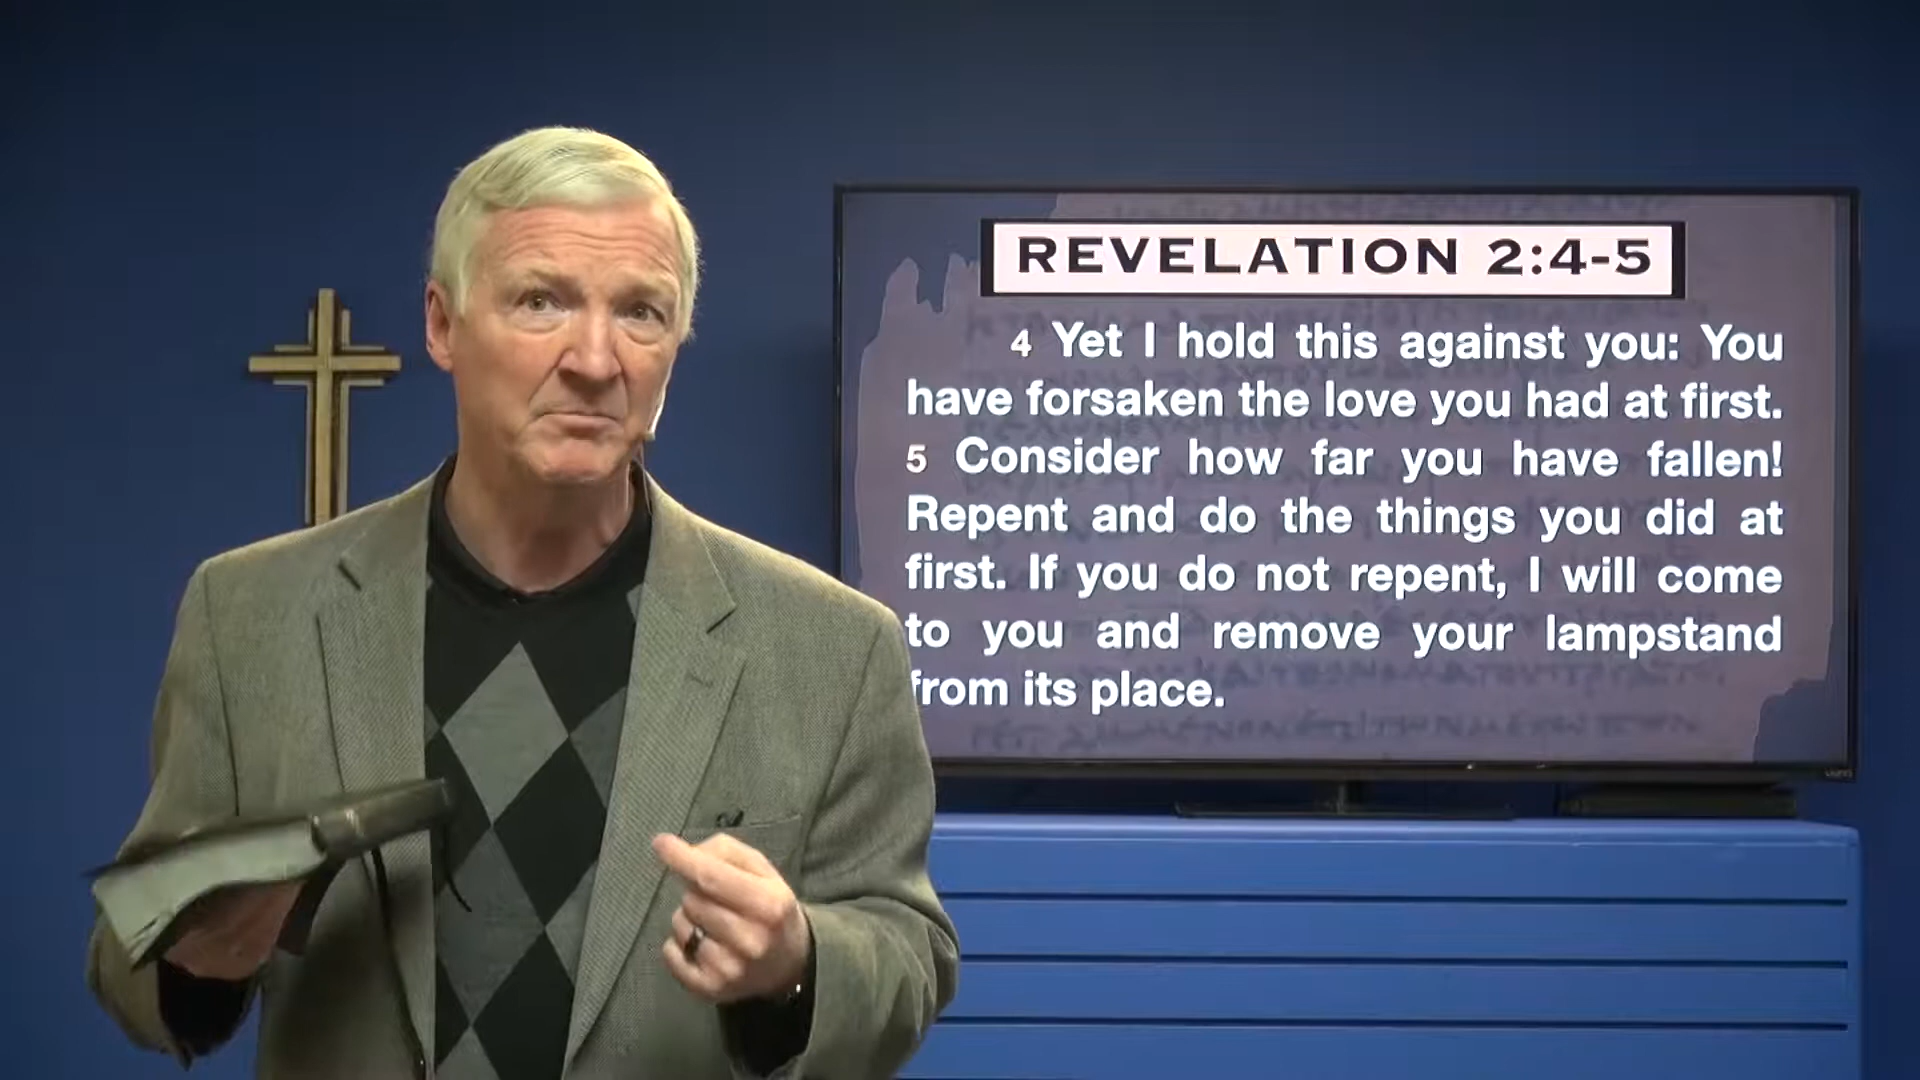 REVELATION 2:4-5
4 Yet I hold this against you: You
have forsaken the love you had at first.
5 Consider how far you have fallen!
Repent and do the things you did at
first. If you do not repent, I will come
to you and remove your lampstand
from its place.